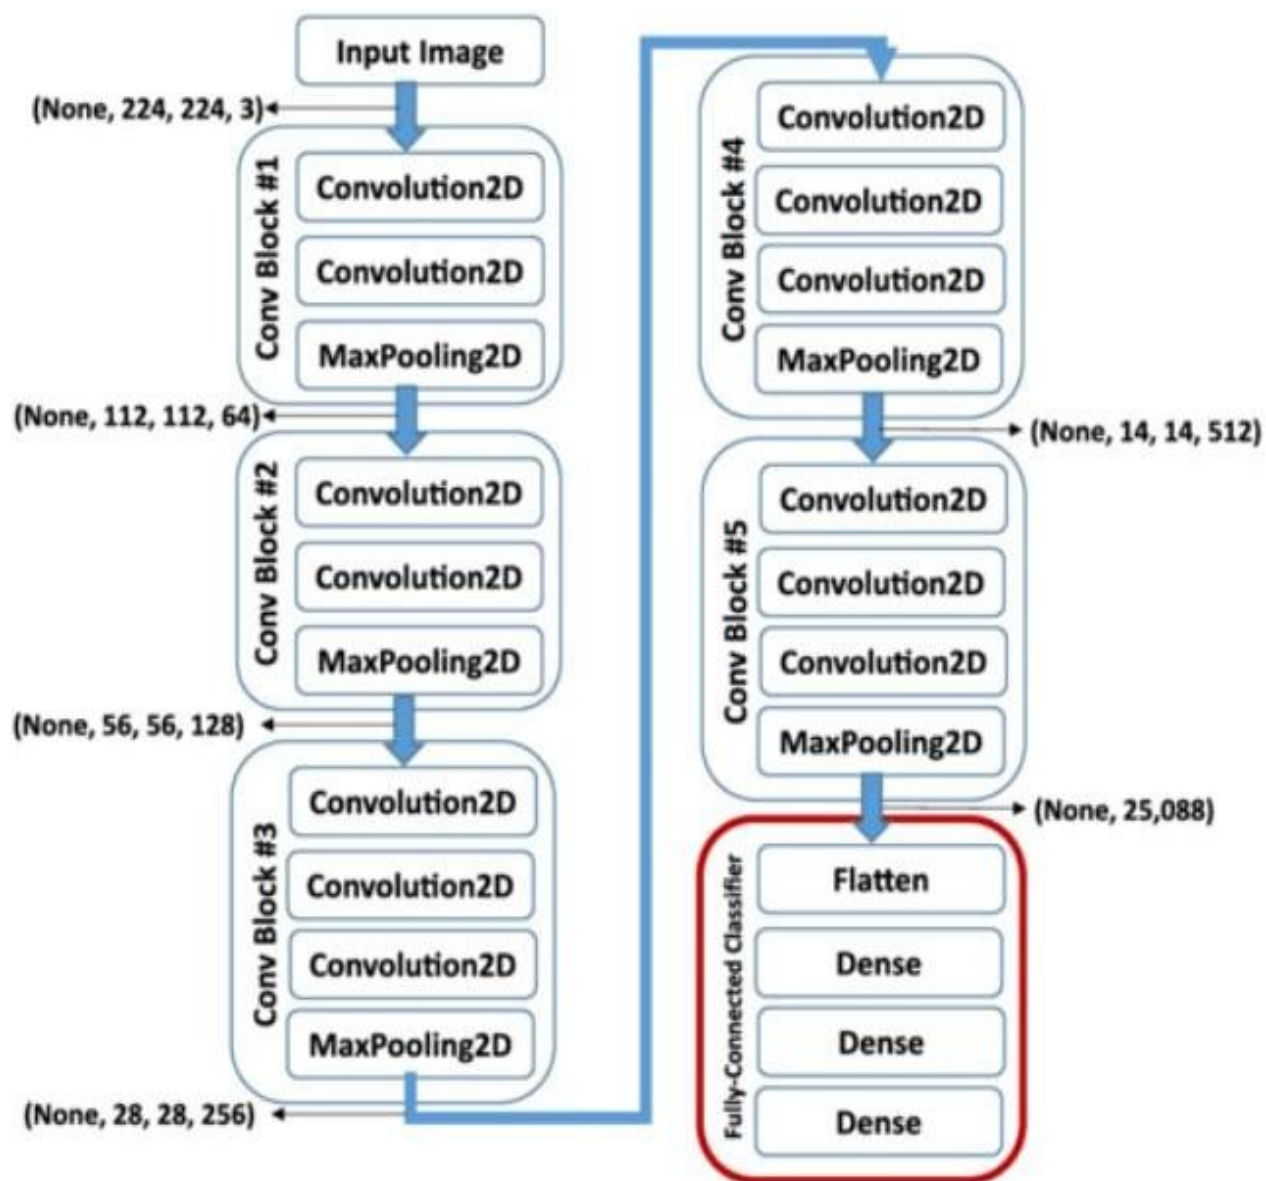 Input Image
(None, 224, 224, 3)
Conv Block #1
Convolution2D
Convolution2D
MaxPooling2D
(None, 112, 112, 64)
Conv Block #2
Convolution2D
Convolution2D
MaxPooling2D
(None, 56, 56, 128)
Conv Block #3
Convolution2D
Convolution2D
Convolution2D
MaxPooling2D
(None, 28, 28, 256)
Conv Block #4
Convolution2D
Convolution2D
Convolution2D
MaxPooling2D
(None, 14, 14, 512)
Conv Block #5
Convolution2D
Convolution2D
Convolution2D
MaxPooling2D
(None, 25,088)
Fully-Connected Classifier
Flatten
Dense
Dense
Dense